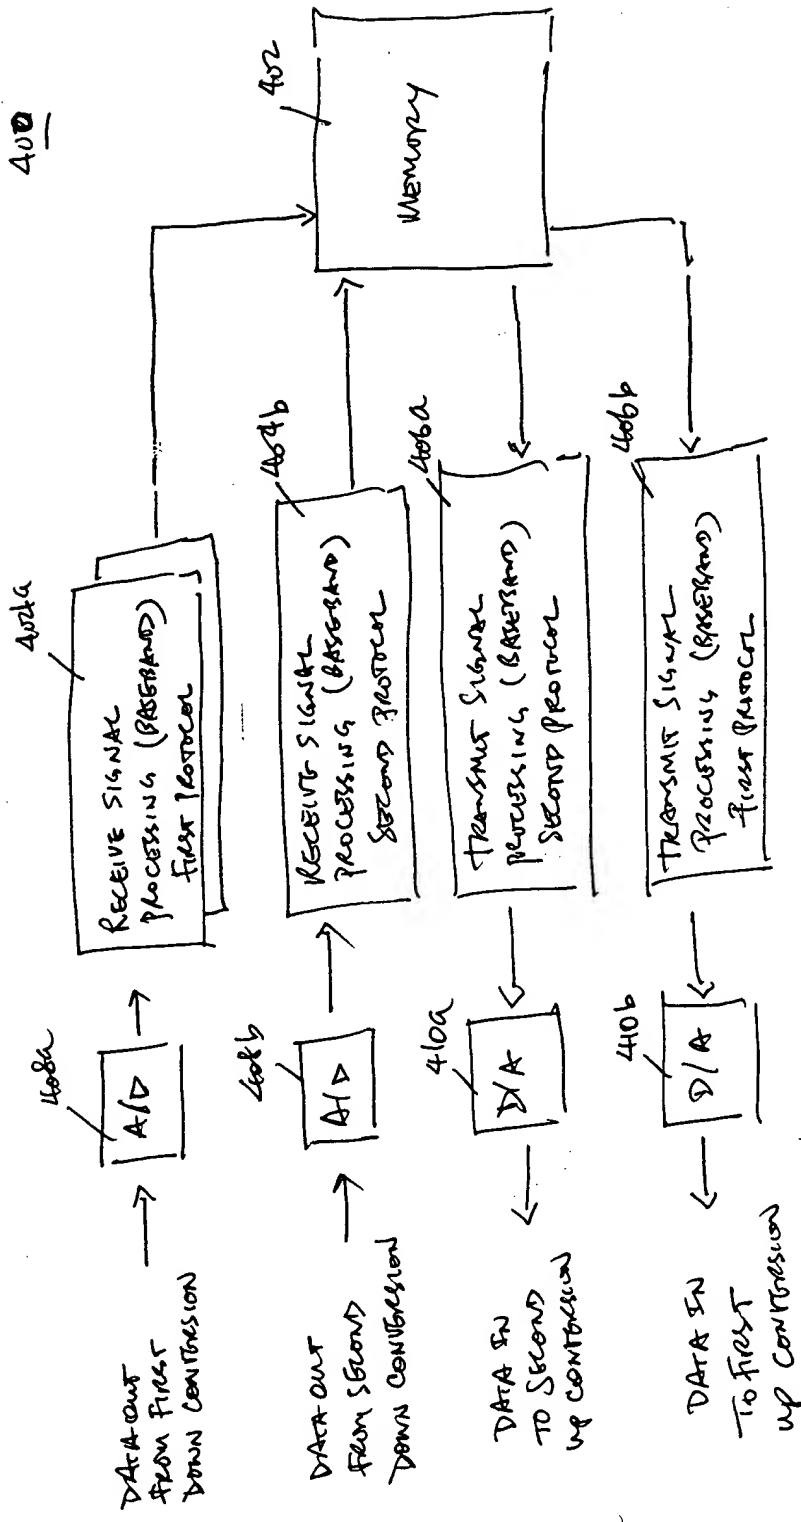 400
402
MEMORY
404a
RECEIVE SIGNAL
PROCESSING (BASEBAND)
FIRST PROTOCOL
408a
A/D
DATA OUT
FROM FIRST
DOWN CONVERSION
404b
RECEIVE SIGNAL
PROCESSING (BASEBAND)
SECOND PROTOCOL
408b
A/D
DATA OUT
FROM SECOND
DOWN CONVERSION
406a
TRANSMIT SIGNAL
PROCESSING (BASEBAND)
SECOND PROTOCOL
410a
D/A
DATA IN
TO SECOND
UP CONVERSION
406b
TRANSMIT SIGNAL
PROCESSING (BASEBAND)
FIRST PROTOCOL
410b
D/A
DATA IN
TO FIRST
UP CONVERSION